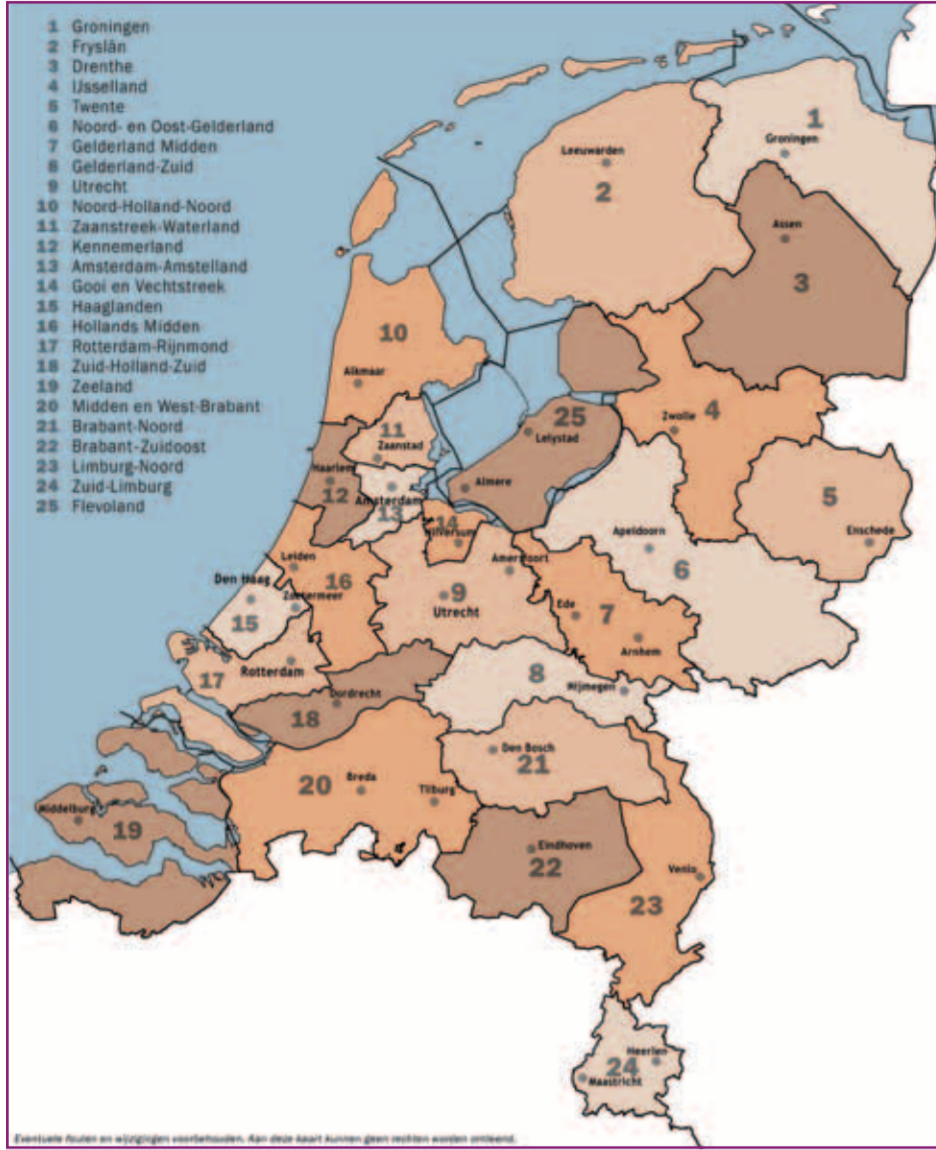 1 Groningen
2 Fryslân
3 Drenthe
4 IJsselland
5 Twente
6 Noord- en Oost-Gelderland
7 Gelderland Midden
8 Gelderland-Zuid
9 Utrecht
10 Noord-Holland-Noord
11 Zaanstreek-Waterland
12 Kennemerland
13 Amsterdam-Amstelland
14 Gooi en Vechtstreek
15 Haaglanden
16 Hollands Midden
17 Rotterdam-Rijnmond
18 Zuid-Holland-Zuid
19 Zeeland
20 Midden en West-Brabant
21 Brabant-Noord
22 Brabant-Zuidoost
23 Limburg-Noord
24 Zuid-Limburg
25 Flevoland
1
Groningen
Leeuwarden
2
Assen
3
10
Alkmaar
4
Zwolle
25
Lelystad
11
Zaanstad
Haarlem
12
Almere
Amsterdam
13
14
Hilversum
5
Enschede
Apeldoorn
6
Amersfoort
Leiden
16
Den Haag
Zoetermeer
15
9
Utrecht
Ede
7
Arnhem
17
Rotterdam
8
Nijmegen
Dordrecht
18
Den Bosch
21
20
Breda
Tilburg
Middelburg
19
Eindhoven
22
Venlo
23
Heerlen
24
Maastricht
Eventuele fouten en wijzigingen voorbehouden. Aan deze kaart kunnen geen rechten worden ontleend.